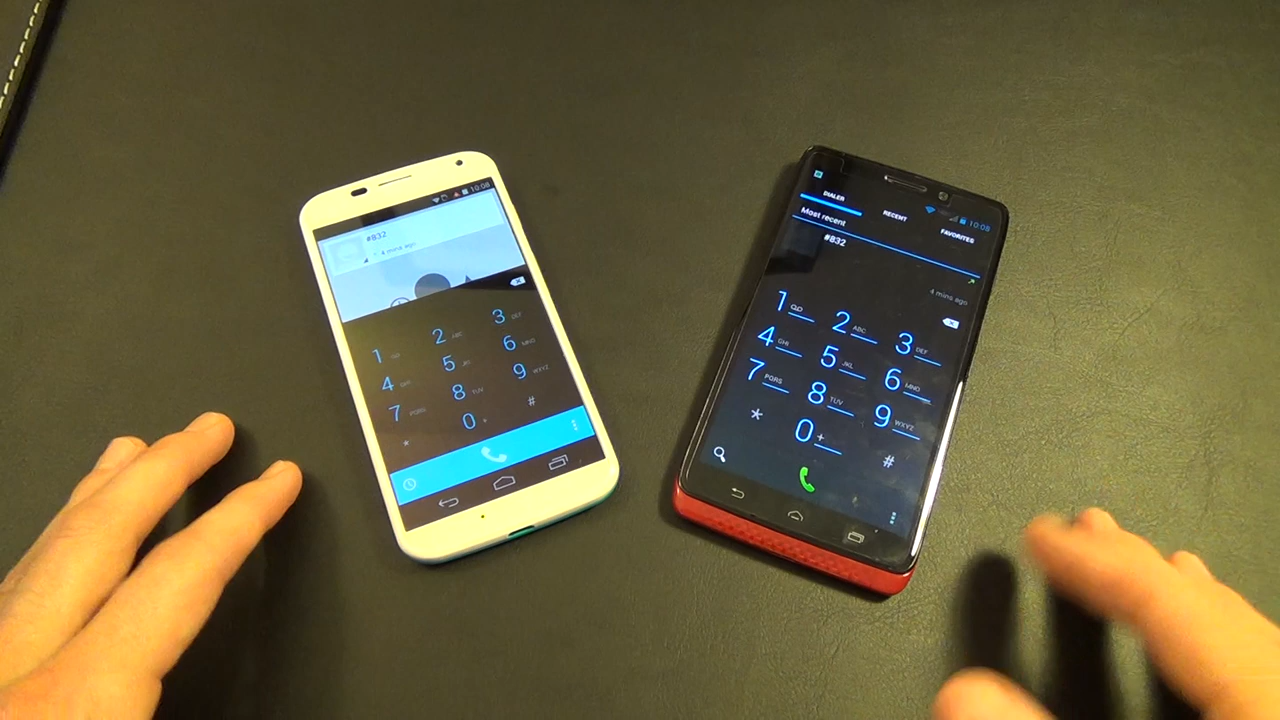 10:08
#832
4 mins ago
1
2 ABC
3 DEF
4 GHI
5 JKL
6 MNO
7 PQRS
8 TUV
9 WXYZ
*
0 +
#
10:08
DIALER
RECENT
FAVORITES
Most recent
#832
4 mins ago
1
2 ABC
3 DEF
4 GHI
5 JKL
6 MNO
7 PQRS
8 TUV
9 WXYZ
*
0 +
#